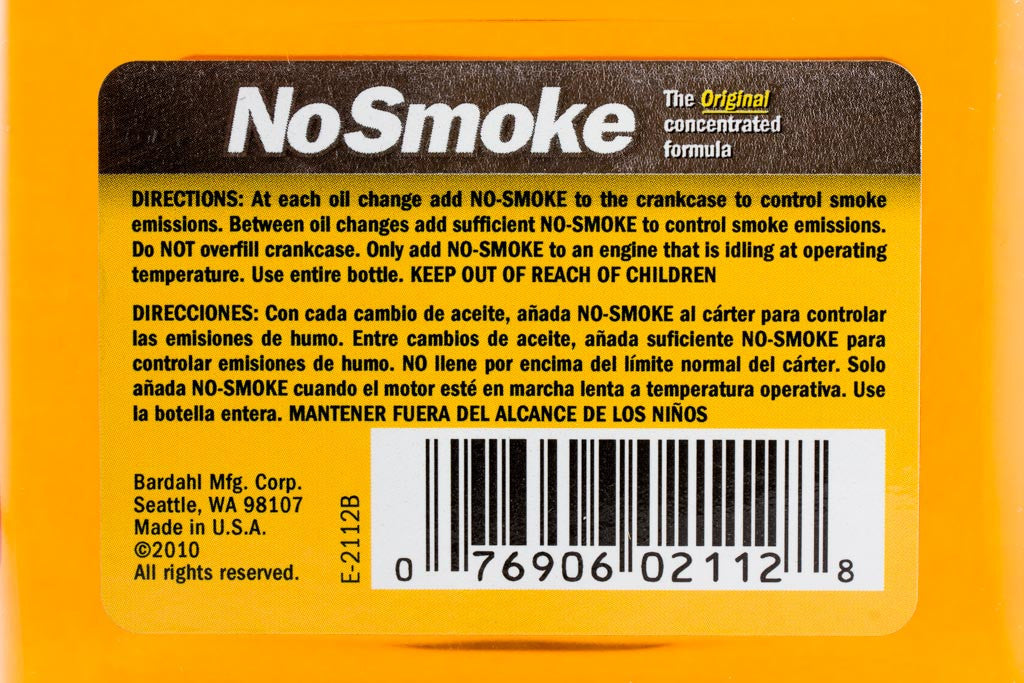 NoSmoke
The Original
concentrated
formula
DIRECTIONS: At each oil change add NO-SMOKE to the crankcase to control smoke
emissions. Between oil changes add sufficient NO-SMOKE to control smoke emissions.
Do NOT overfill crankcase. Only add NO-SMOKE to an engine that is idling at operating
temperature. Use entire bottle. KEEP OUT OF REACH OF CHILDREN
DIRECCIONES: Con cada cambio de aceite, añada NO-SMOKE al cárter para controlar
las emisiones de humo. Entre cambios de aceite, añada suficiente NO-SMOKE para
controlar emisiones de humo. NO llene por encima del límite normal del cárter. Solo
añada NO-SMOKE cuando el motor esté en marcha lenta a temperatura operativa. Use
la botella entera. MANTENER FUERA DEL ALCANCE DE LOS NIÑOS
Bardahl Mfg. Corp.
Seattle, WA 98107
Made in U.S.A.
©2010
All rights reserved.
E-2112B
0 76906 02112 8